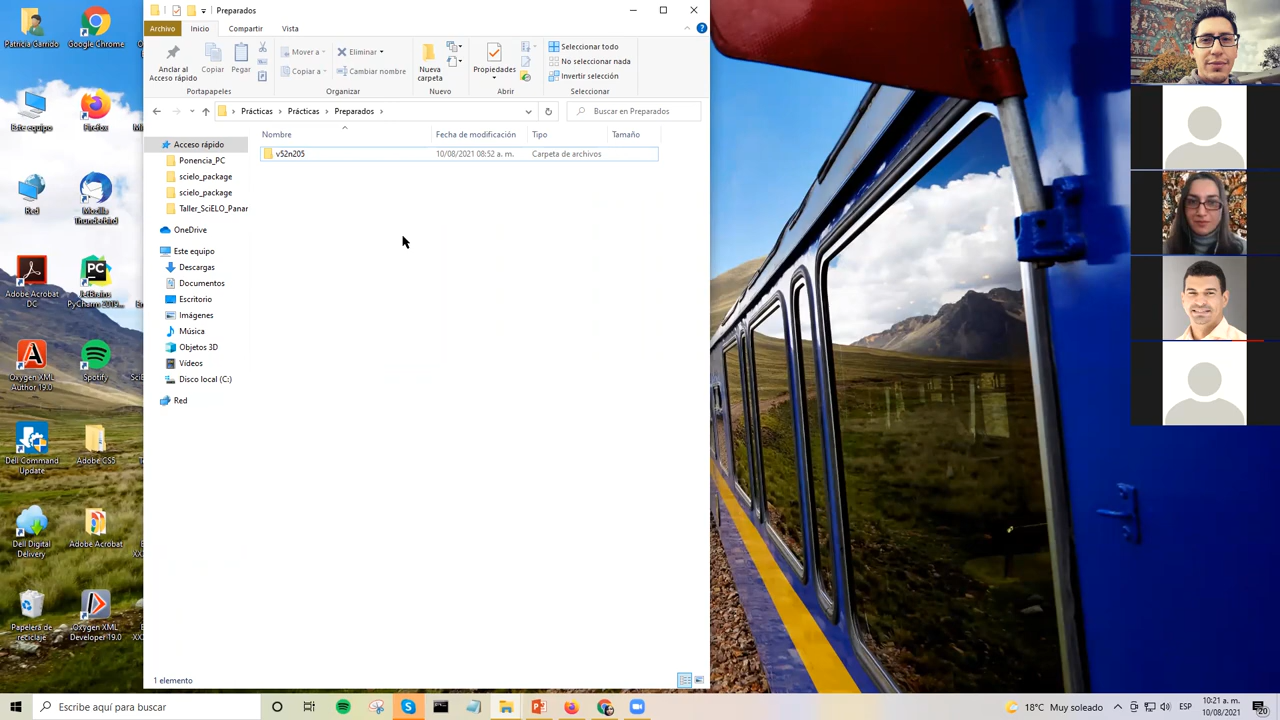 Preparados
Archivo Inicio Compartir Vista
Anclar al Acceso rápido
Copiar
Pegar
Mover a
Copiar a
Eliminar
Cambiar nombre
Nueva carpeta
Propiedades
Seleccionar todo
No seleccionar nada
Invertir selección
Portapapeles Organizar Nuevo Abrir Seleccionar
Prácticas Prácticas Preparados
Buscar en Preparados
Nombre Fecha de modificación Tipo Tamaño
v52n205 10/08/2021 08:52 a. m. Carpeta de archivos
Acceso rápido
Ponencia_PC
scielo_package
scielo_package
Taller_SciELO_Panar
OneDrive
Este equipo
Descargas
Documentos
Escritorio
Imágenes
Música
Objetos 3D
Vídeos
Disco local (C:)
Red
1 elemento
Patricia Garrido
Google Chrome
Este equipo
Firefox
Red
Mozilla Thunderbird
Adobe Acrobat DC
JetBrains PyCharm 2019...
Oxygen XML Author 19.0
Spotify
Dell Command Update
Adobe CS5
Dell Digital Delivery
Adobe Acrobat
Papelera de reciclaje
Oxygen XML Developer 19.0
Escribe aquí para buscar
18°C Muy soleado
ESP
10:21 a. m.
10/08/2021
20